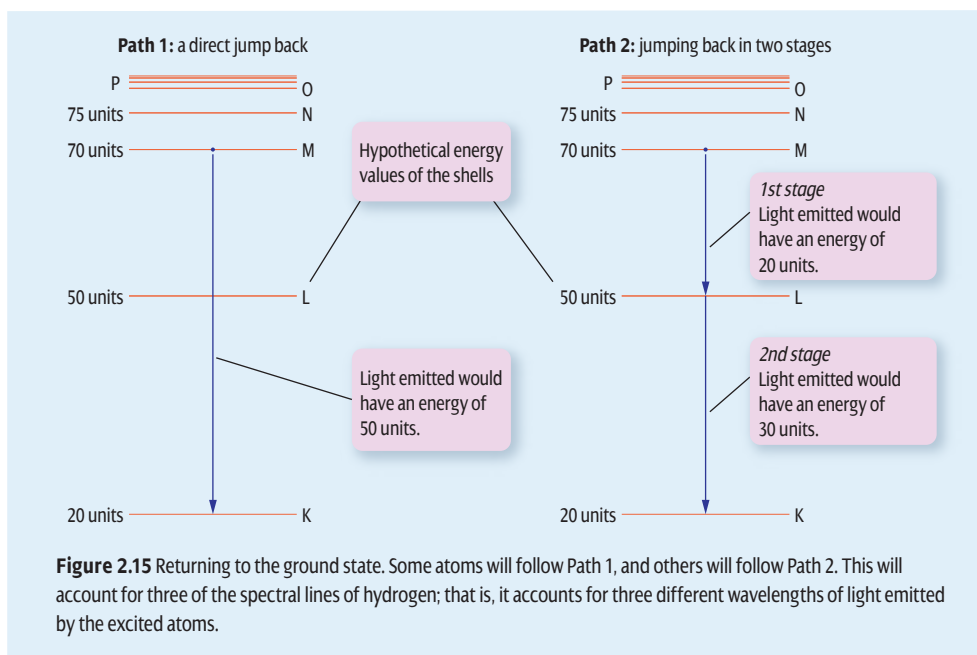 Path 1: a direct jump back
P
O
75 units
N
70 units
M
50 units
L
20 units
K
Hypothetical energy
values of the shells
Light emitted would
have an energy of
50 units.
Path 2: jumping back in two stages
P
O
75 units
N
70 units
M
1st stage
Light emitted would
have an energy of
20 units.
50 units
L
2nd stage
Light emitted would
have an energy of
30 units.
20 units
K
Figure 2.15 Returning to the ground state. Some atoms will follow Path 1, and others will follow Path 2. This will
account for three of the spectral lines of hydrogen; that is, it accounts for three different wavelengths of light emitted
by the excited atoms.